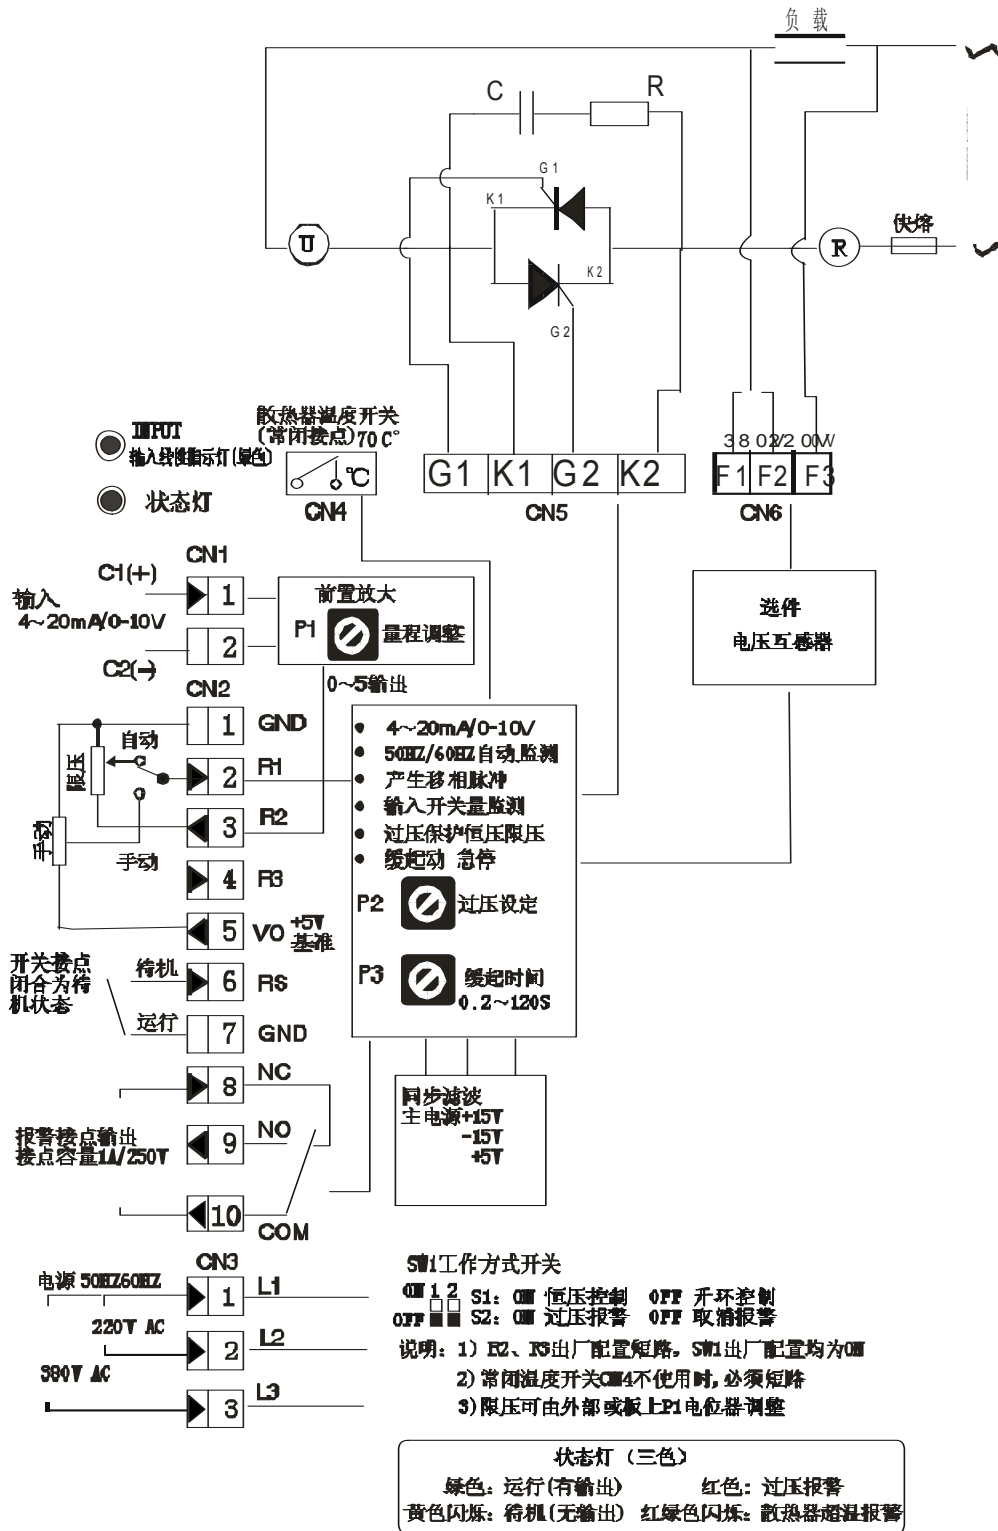 负 载
C
R
G1
K1
U
R
快熔
K2
G2
散热器温度开关
(常闭接点)70C°
INPUT
输入线性指示灯(绿色)
状态灯
℃
CN4
G1 K1 G2 K2
CN5
F1 F2 F3
CN6
CN1
C1(+)
输入
4～20mA/0-10V
C2(-)
1
2
前置放大
P1
量程调整
0～5输出
选件
电压互感器
CN2
1 GND
自动
限压
2 R1
3 R2
手动
手动
4 R3
5 VO
+5V
基准
开关接点
闭合为待
机状态
待机
6 RS
运行
7 GND
8 NC
报警接点输出
接点容量1A/250V
9 NO
10 COM
4～20mA/0-10V
50HZ/60HZ自动监测
产生移相脉冲
输入开关量监测
过压保护恒压限压
缓起动 急停
P2
过压设定
P3
缓起时间
0.2～120S
同步滤波
主电源+15V
-15V
+5V
CN3
电源 50HZ60HZ
1 L1
220V AC
2 L2
380V AC
3 L3
SW1工作方式开关
ON 1 2
S1: ON 恒压控制 OFF 开环控制
OFF
S2: ON 过压报警 OFF 取消报警
说明: 1) R2、R3出厂配置短路, SW1出厂配置均为ON
2) 常闭温度开关CN4不使用时,必须短路
3)限压可由外部或板上P1电位器调整
状态灯 (三色)
绿色: 运行(有输出) 红色: 过压报警
黄色闪烁: 待机(无输出) 红绿色闪烁: 散热器超温报警